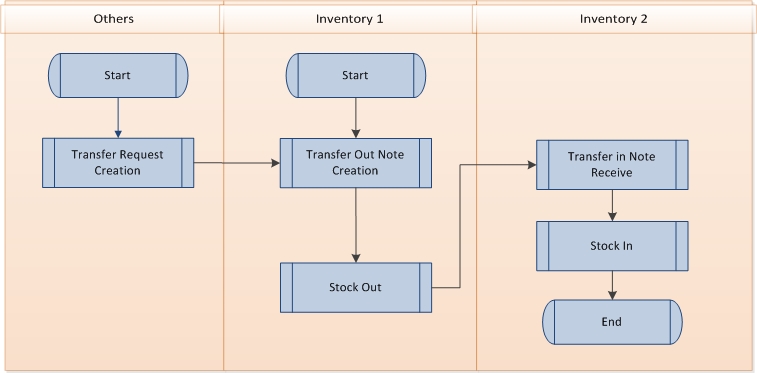 Others
Inventory 1
Inventory 2
Start
Start
Transfer Request
Creation
Transfer Out Note
Creation
Transfer in Note
Receive
Stock Out
Stock In
End